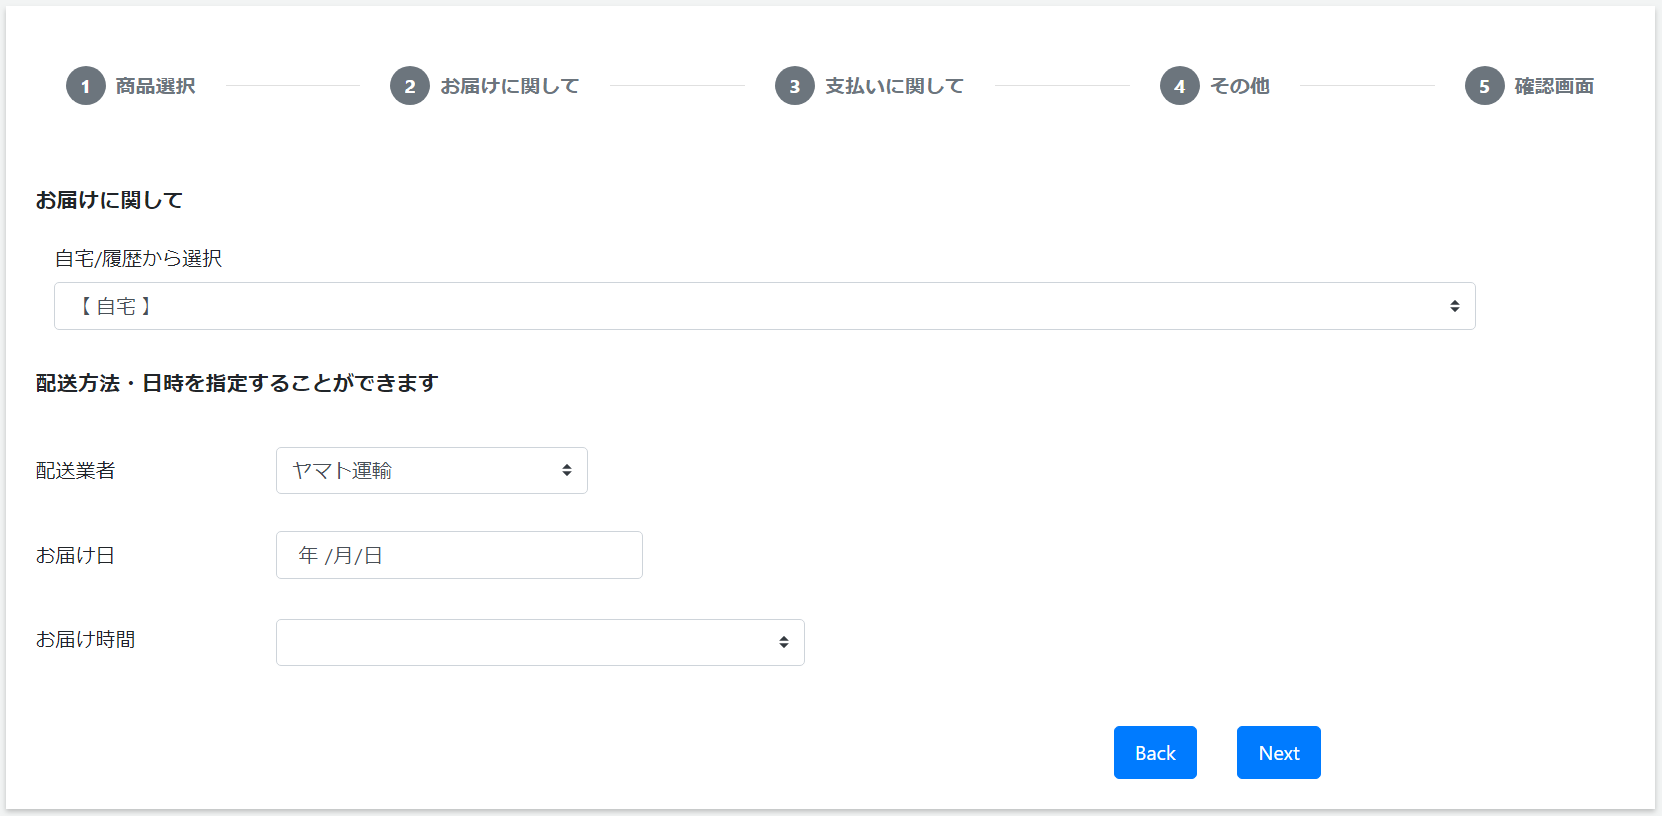 1 商品選択 2 お届けに関して 3 支払いに関して 4 その他 5 確認画面
お届けに関して
自宅/履歴から選択
【 自宅 】
配送方法・日時を指定することができます
配送業者 ヤマト運輸
お届け日 年 /月/日
お届け時間
Back Next